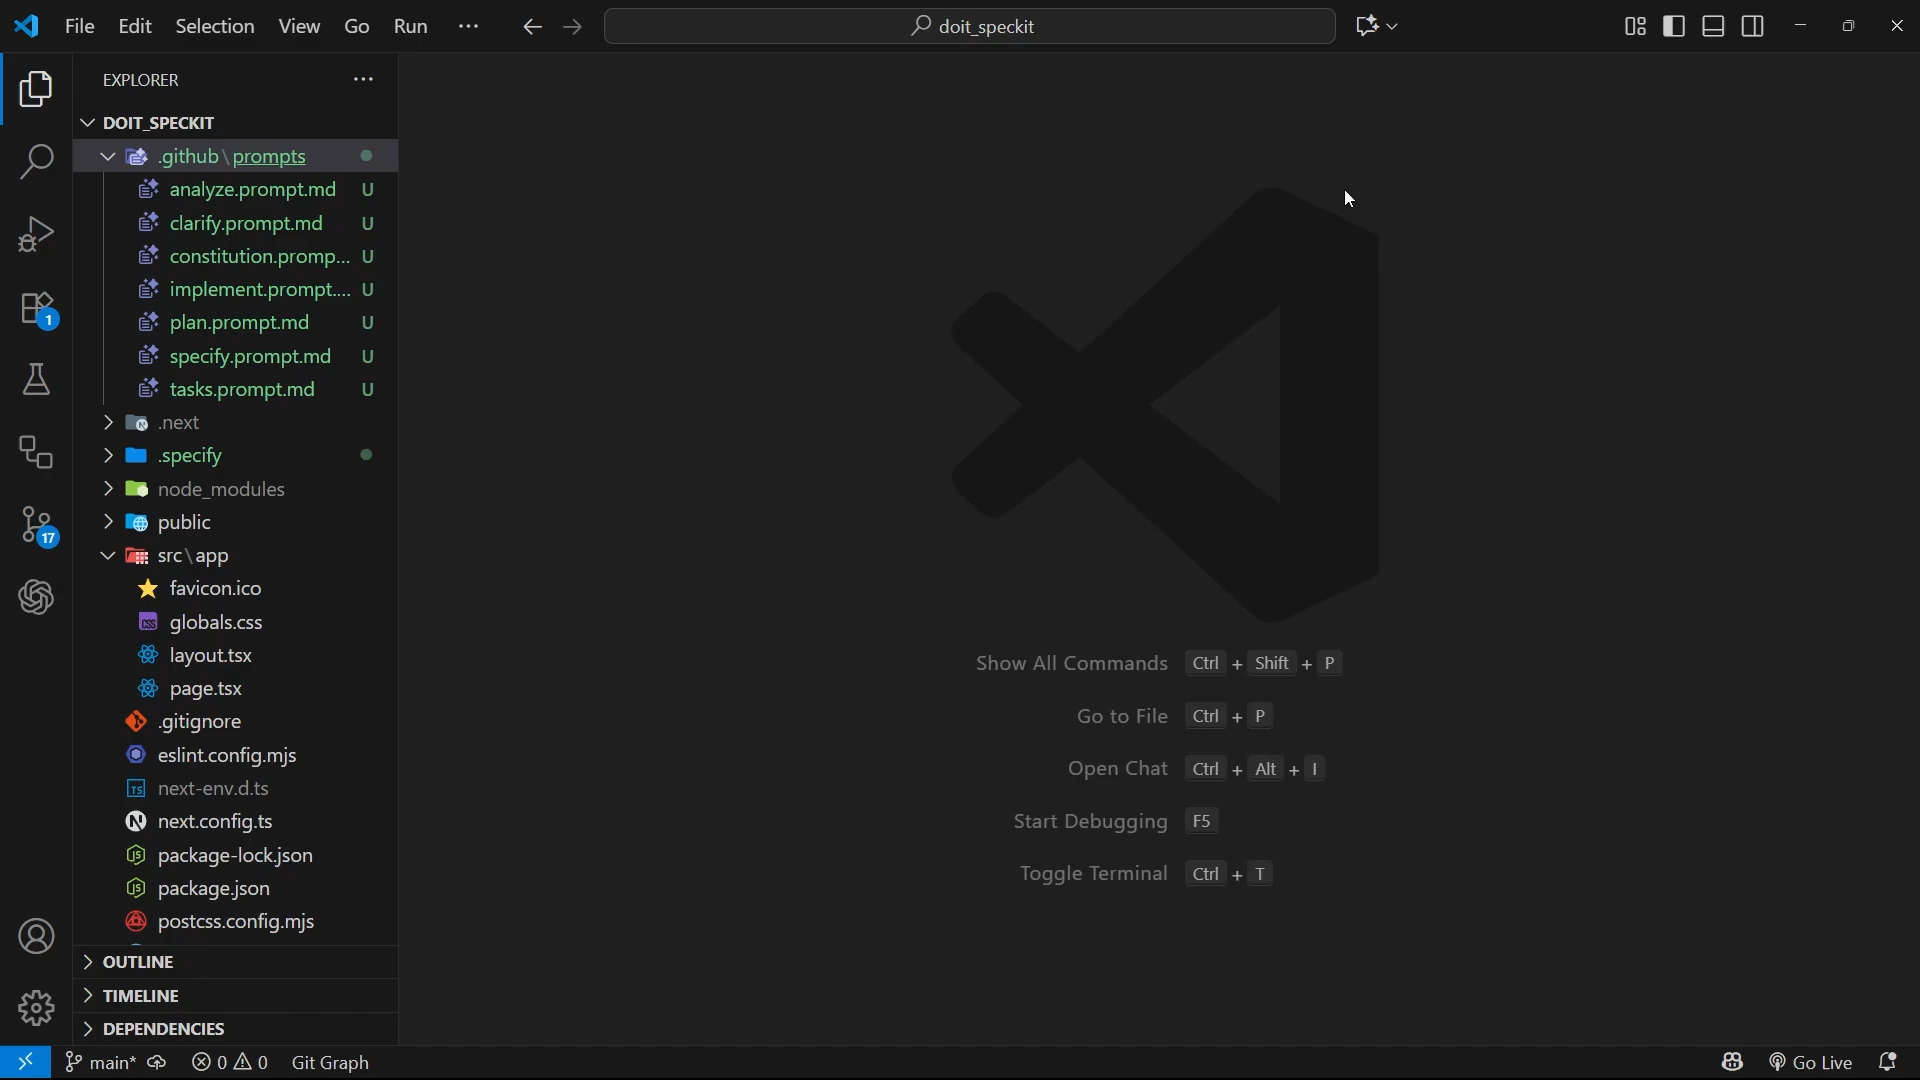 File Edit Selection View Go Run ···
doit_speckit
EXPLORER ···
DOIT_SPECKIT
.github\prompts
analyze.prompt.md U
clarify.prompt.md U
constitution.promp... U
implement.prompt.... U
plan.prompt.md U
specify.prompt.md U
tasks.prompt.md U
.next
.specify
node_modules
public
src\app
favicon.ico
globals.css
layout.tsx
page.tsx
.gitignore
eslint.config.mjs
next-env.d.ts
next.config.ts
package-lock.json
package.json
postcss.config.mjs
OUTLINE
TIMELINE
DEPENDENCIES
1
17
Show All Commands Ctrl + Shift + P
Go to File Ctrl + P
Open Chat Ctrl + Alt + I
Start Debugging F5
Toggle Terminal Ctrl + T
main* 0 0 Git Graph
Go Live